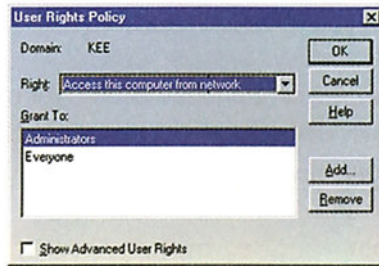 User Rights Policy
Domain: KEE
OK
Right: Access this computer from network
Cancel
Help
Grant To:
Administrators
Everyone
Add...
Remove
Show Advanced User Rights